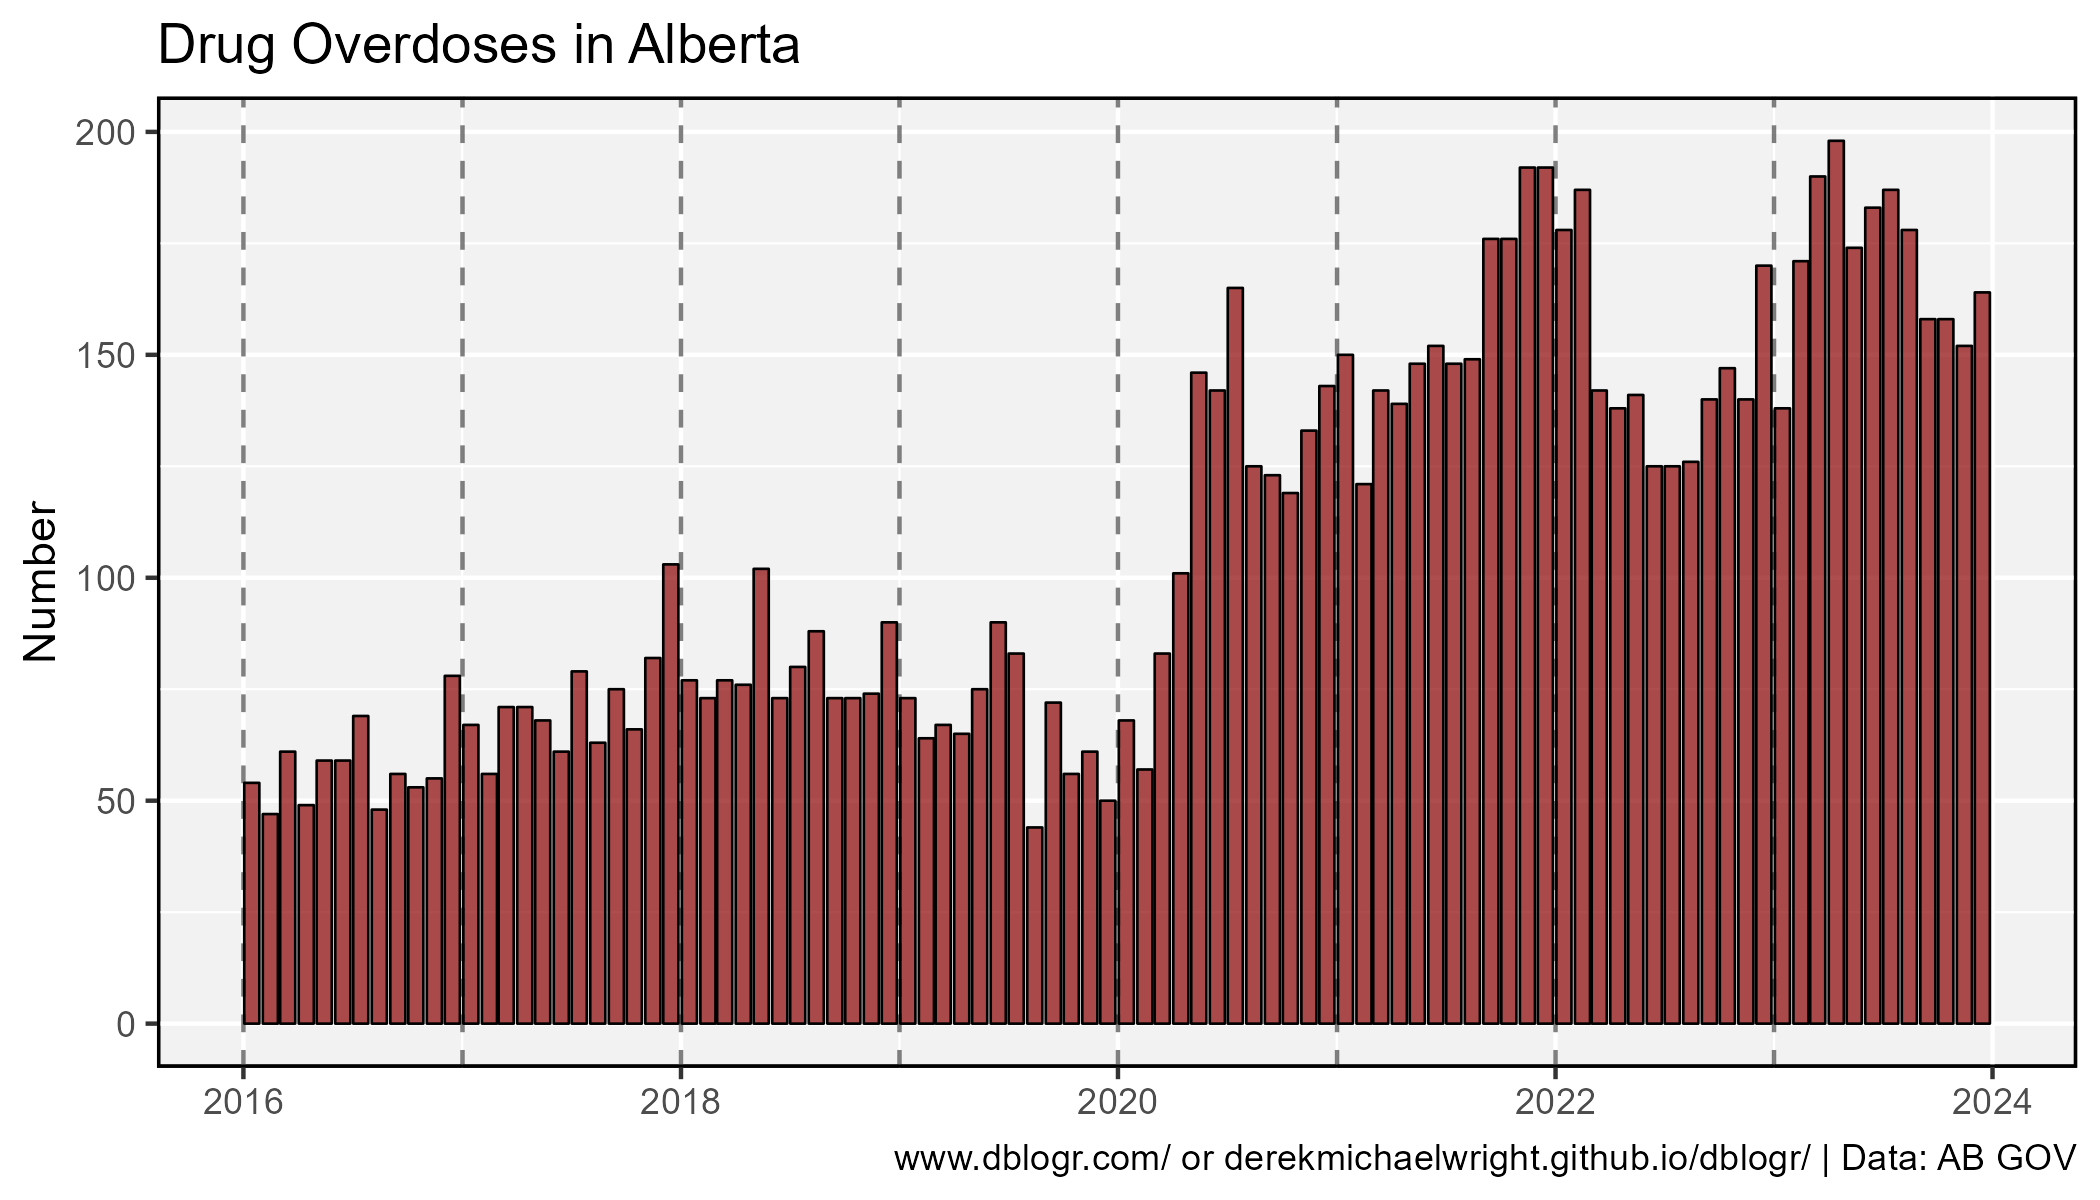 Drug Overdoses in Alberta
Number
200
150
100
50
0
2016 2018 2020 2022 2024
www.dblogr.com/ or derekmichaelwright.github.io/dblogr/ | Data: AB GOV